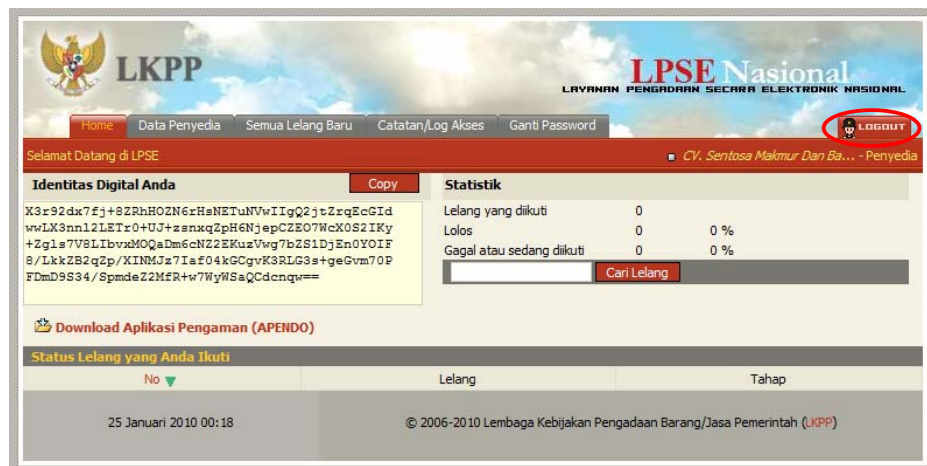 LKPP
LPSE Nasional
LAYANAN PENGADAAN SECARA ELEKTRONIK NASIONAL
Home Data Penyedia Semua Lelang Baru Catatan/Log Akses Ganti Password
LOGOUT
Selamat Datang di LPSE CV. Sentosa Makmur Dan Ba... - Penyedia
Identitas Digital Anda Copy Statistik
X3r92dx7fj+8ZRhHOZN6rHsNETuNVwIIgQ2jtZrqEcGId
wwLX3nnl2LETr0+UJ+zsnxqZpH6NjepCZEO7WcX0S2IKy
+Zgls7V8LIbvxMOQaDm6cNZ2EKuzVwg7bZS1DjEn0YOIF
8/LkkZB2qZp/XINMJz7Iaf04kGCgvK3RLG3s+geGvm70P
FDmD9S34/SpmdeZ2MfR+w7WyWSaQCdcnqw==
Lelang yang diikuti 0
Lolos 0 0 %
Gagal atau sedang diikuti 0 0 %
Cari Lelang
Download Aplikasi Pengaman (APENDO)
Status Lelang yang Anda Ikuti
No Lelang Tahap
25 Januari 2010 00:18 © 2006-2010 Lembaga Kebijakan Pengadaan Barang/Jasa Pemerintah (LKPP)